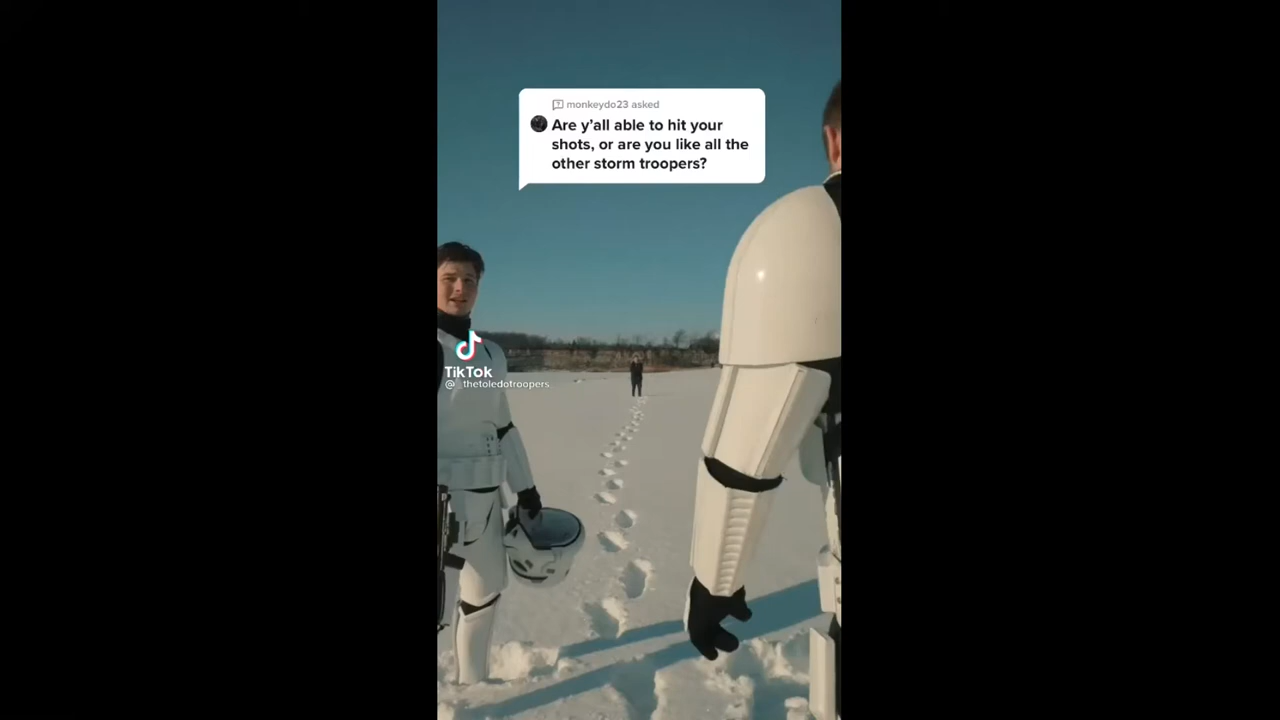 monkeydo23 asked
Are y'all able to hit your
shots, or are you like all the
other storm troopers?
TikTok
@_thetoledotroopers